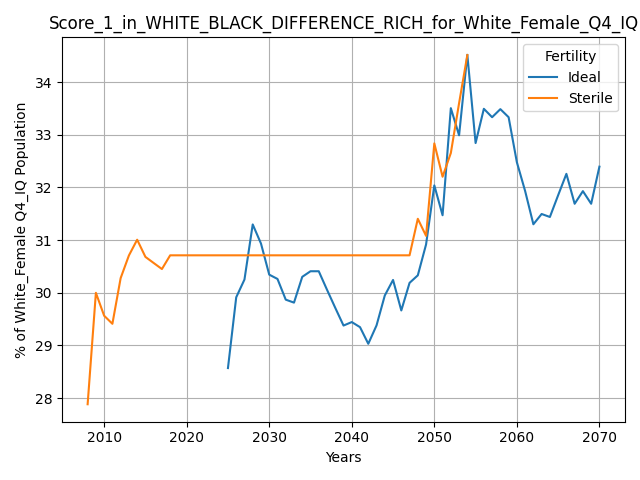 Score_1_in_WHITE_BLACK_DIFFERENCE_RICH_for_White_Female_Q4_IQ
Fertility
Ideal
Sterile
% of White_Female Q4_IQ Population
34
33
32
31
30
29
28
2010
2020
2030
2040
2050
2060
2070
Years